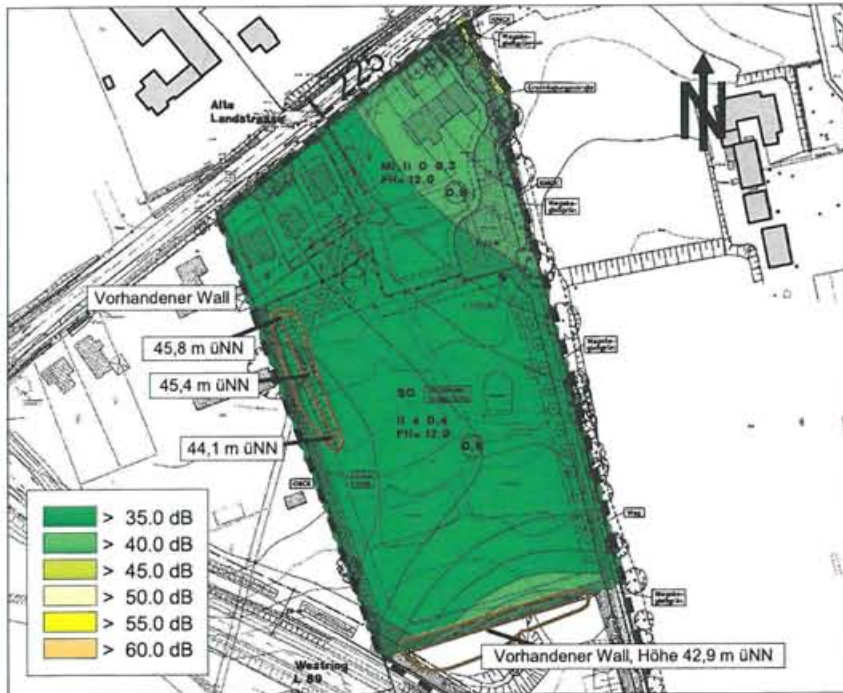 225
Alte
Landstrasse
N
MI, II O 0,3
FH= 12.0
0,6
Vorhandener Wall
45,8 m üNN
45,4 m üNN
44,1 m üNN
SO
II a 0,4
FH= 12.0
0,8
KNICK
Weg
> 35.0 dB
> 40.0 dB
> 45.0 dB
> 50.0 dB
> 55.0 dB
> 60.0 dB
Westring
L 89
Vorhandener Wall, Höhe 42,9 m üNN